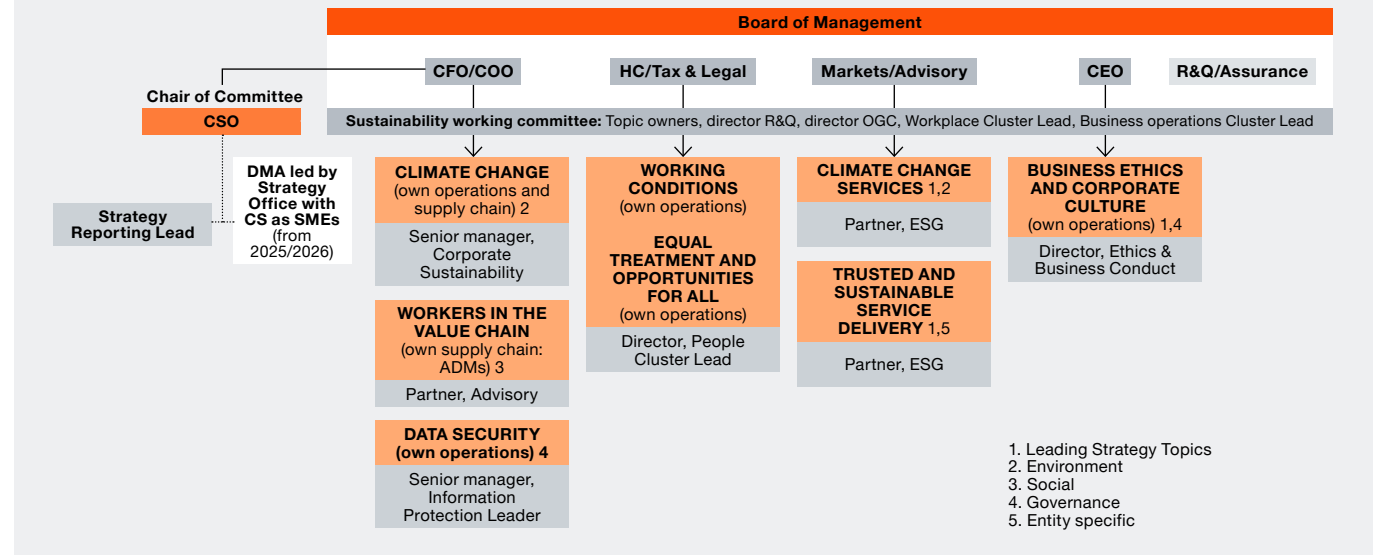 Board of Management
CFO/COO
HC/Tax & Legal
Markets/Advisory
CEO
R&Q/Assurance
Chair of Committee
CSO
Sustainability working committee: Topic owners, director R&Q, director OGC, Workplace Cluster Lead, Business operations Cluster Lead
Strategy
Reporting Lead
DMA led by
Strategy
Office with
CS as SMEs
(from
2025/2026)
CLIMATE CHANGE
(own operations and
supply chain) 2
Senior manager,
Corporate
Sustainability
WORKERS IN THE
VALUE CHAIN
(own supply chain:
ADMs) 3
Partner, Advisory
DATA SECURITY
(own operations) 4
Senior manager,
Information
Protection Leader
WORKING
CONDITIONS
(own operations)
EQUAL
TREATMENT AND
OPPORTUNITIES
FOR ALL
(own operations)
Director, People
Cluster Lead
CLIMATE CHANGE
SERVICES 1,2
Partner, ESG
TRUSTED AND
SUSTAINABLE
SERVICE
DELIVERY 1,5
Partner, ESG
BUSINESS ETHICS
AND CORPORATE
CULTURE
(own operations) 1,4
Director, Ethics &
Business Conduct
1. Leading Strategy Topics
2. Environment
3. Social
4. Governance
5. Entity specific